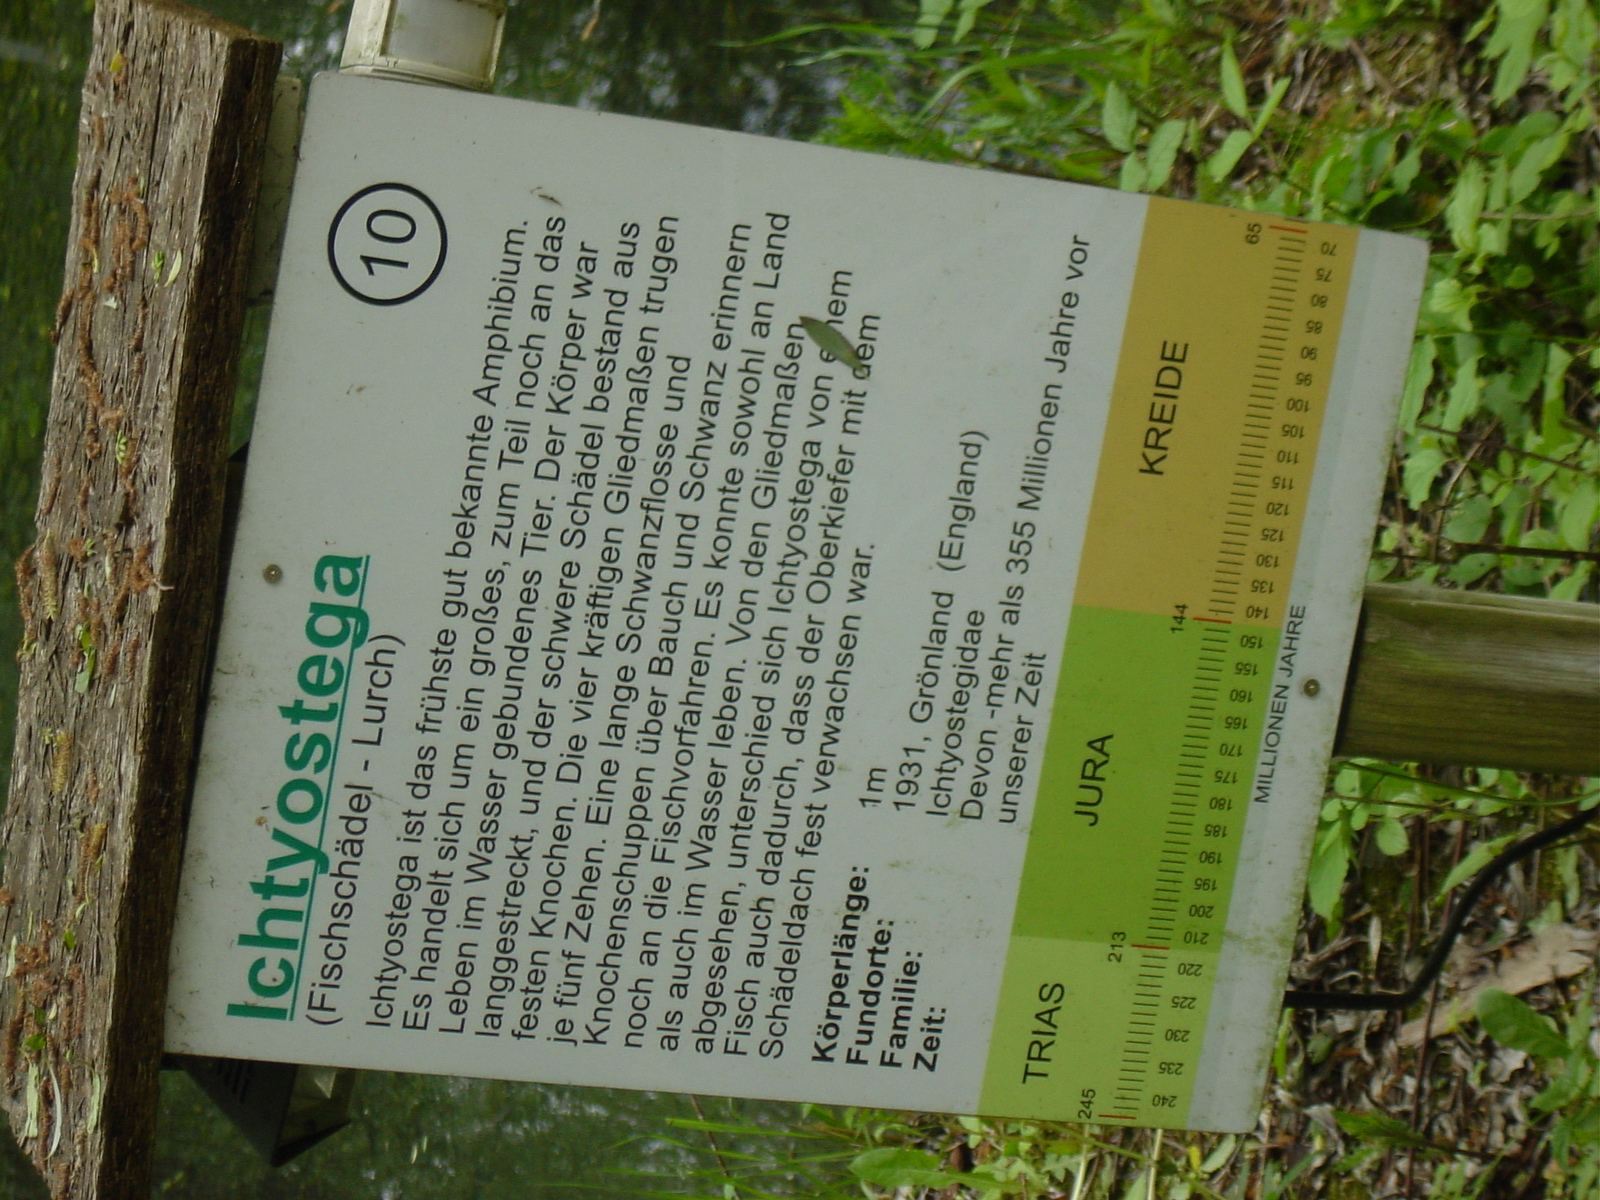 Ichtyostega
10
(Fischschädel - Lurch)
Ichtyostega ist das frühste gut bekannte Amphibium.
Es handelt sich um ein großes, zum Teil noch an das
Leben im Wasser gebundenes Tier. Der Körper war
langgestreckt, und der schwere Schädel bestand aus
festen Knochen. Die vier kräftigen Gliedmaßen trugen
je fünf Zehen. Eine lange Schwanzflosse und
Knochenschuppen über Bauch und Schwanz erinnern
noch an die Fischvorfahren. Es konnte sowohl an Land
als auch im Wasser leben. Von den Gliedmaßen
abgesehen, unterschied sich Ichtyostega von einem
Fisch auch dadurch, dass der Oberkiefer mit dem
Schädeldach fest verwachsen war.
Körperlänge: 1m
Fundorte: 1931, Grönland (England)
Familie: Ichtyostegidae
Zeit: Devon -mehr als 355 Millionen Jahre vor
unserer Zeit
TRIAS JURA KREIDE
245 213 144 65
240 235 230 225 220 210 200 195 190 185 180 175 170 165 160 155 150 140 135 130 125 120 115 110 105 100 95 90 85 80 75 70
MILLIONEN JAHRE